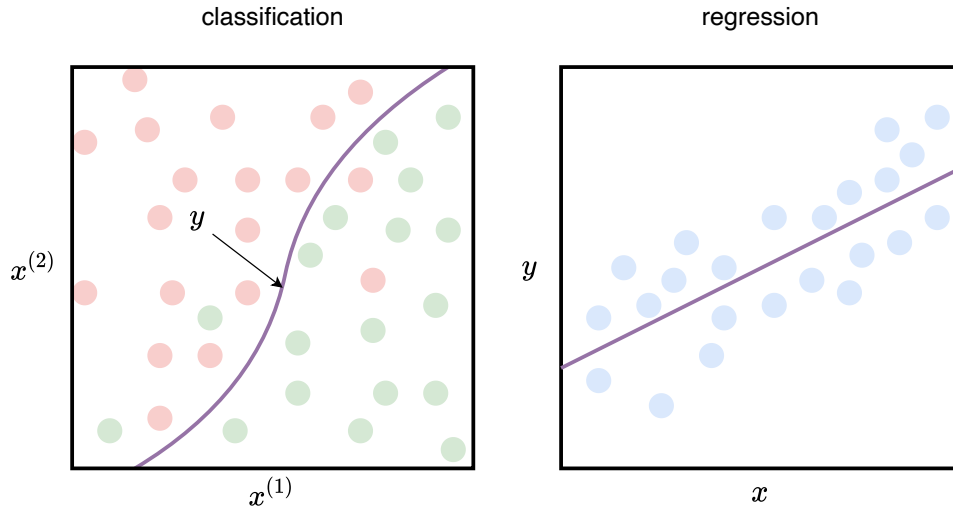 classification
regression
y
x^{(2)}
x^{(1)}
y
x